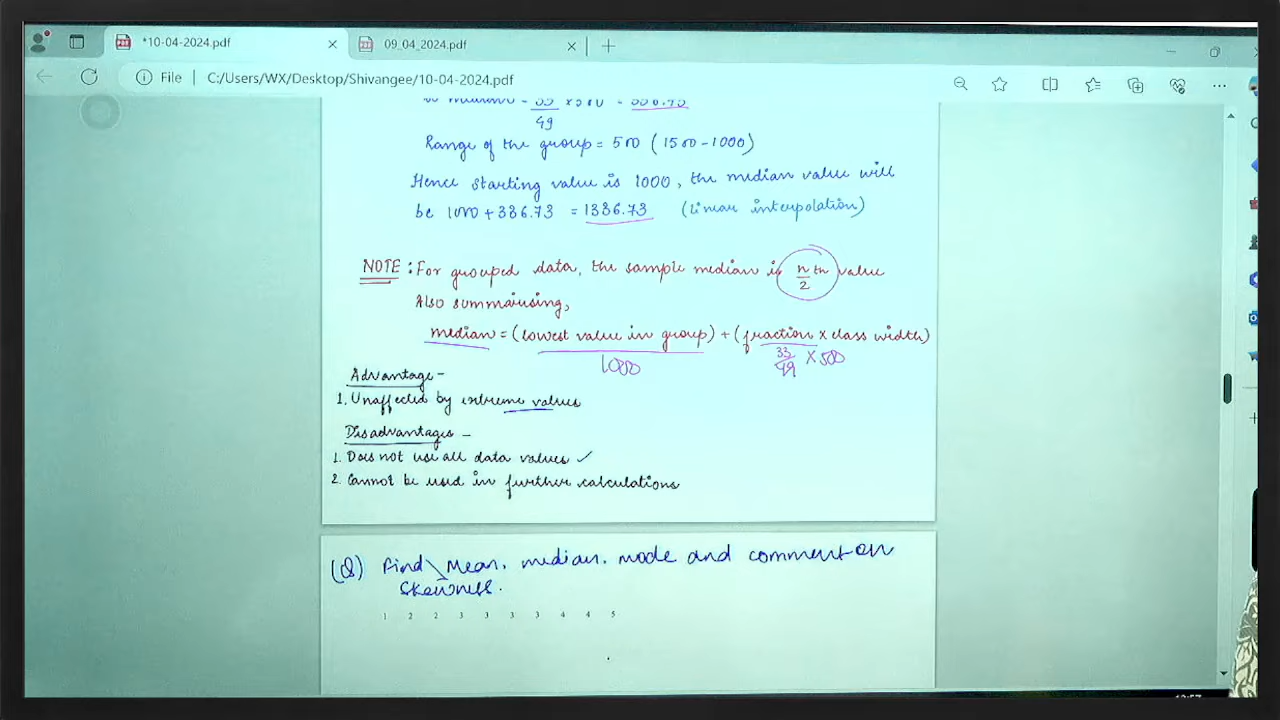 *10-04-2024.pdf
09_04_2024.pdf
File
C:/Users/WX/Desktop/Shivangee/10-04-2024.pdf
49
Range of the group = 500 (1500-1000)
Hence starting value is 1000, the median value will
be 1000 + 336.73 = 1336.73 (linear interpolation)
NOTE: For grouped data, the sample median is n/2 th value
Also summarising,
median = (lowest value in group) + (fraction x class width)
1000 33/49 X 500
Advantage -
1. Unaffected by extreme values
Disadvantages -
1. Does not use all data values ✓
2. Cannot be used in further calculations
(Q) Find Mean, median, mode and comment on
skewness.
1 2 2 3 3 3 3 4 4 5